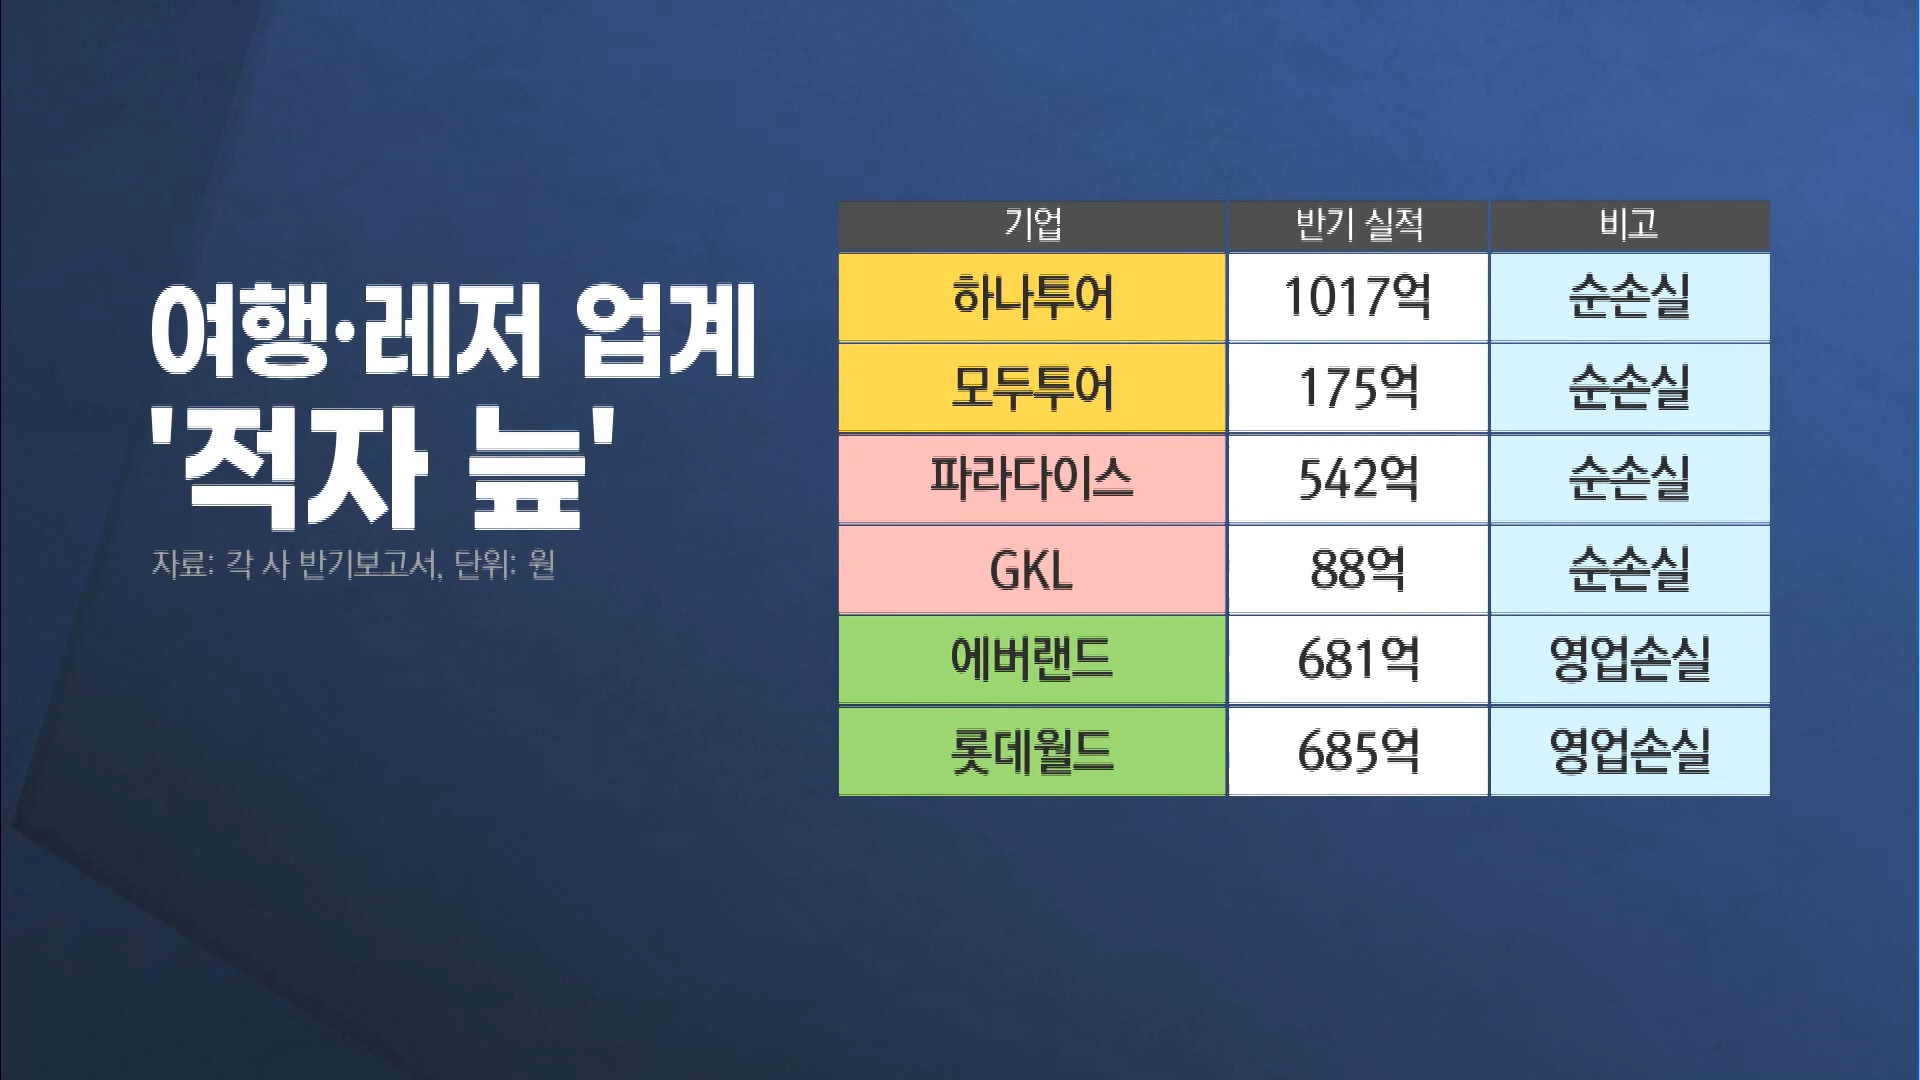 여행·레저 업계
'적자 늪'
자료: 각 사 반기보고서, 단위: 원
기업 반기 실적 비고
하나투어 1017억 순손실
모두투어 175억 순손실
파라다이스 542억 순손실
GKL 88억 순손실
에버랜드 681억 영업손실
롯데월드 685억 영업손실